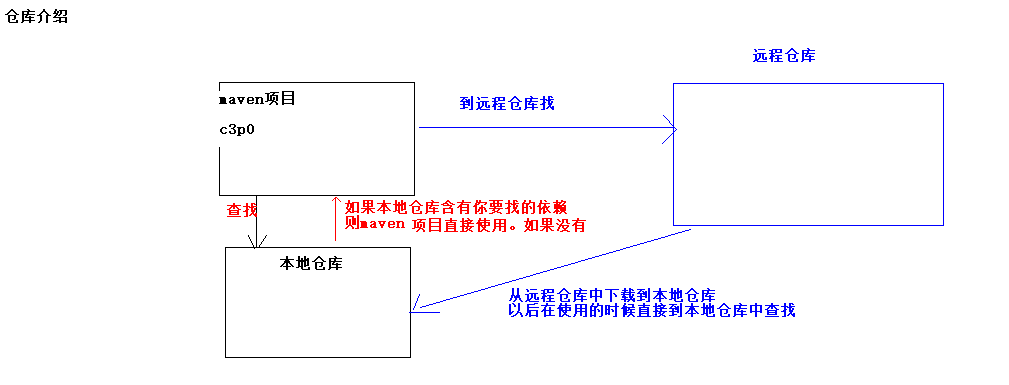 仓库介绍
远程仓库
maven项目
到远程仓库找
c3p0
查找
如果本地仓库含有你要找的依赖
则maven 项目直接使用。如果没有
本地仓库
从远程仓库中下载到本地仓库
以后在使用的时候直接到本地仓库中查找